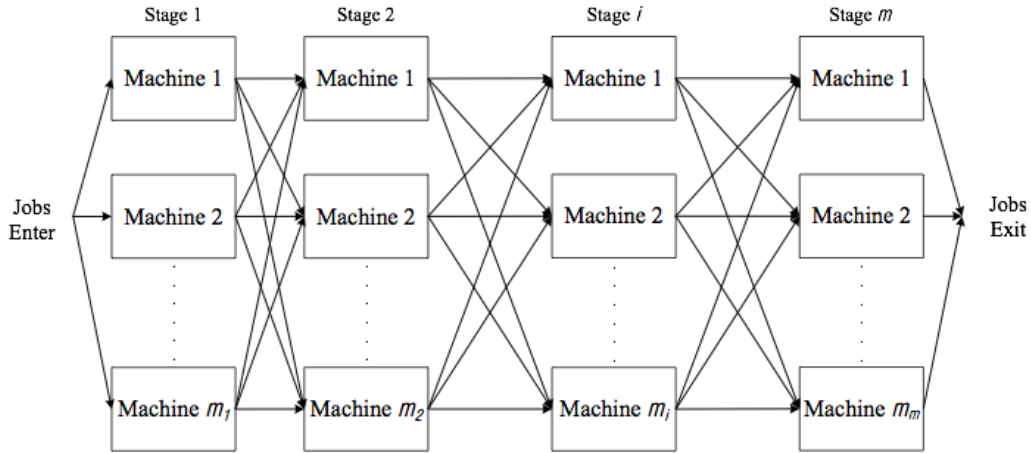 Stage 1 Stage 2 Stage i Stage m
Machine 1 Machine 1 Machine 1 Machine 1
Jobs
Enter
Machine 2 Machine 2 Machine 2 Machine 2
Jobs
Exit
Machine m₁ Machine m₂ Machine mᵢ Machine mₘ